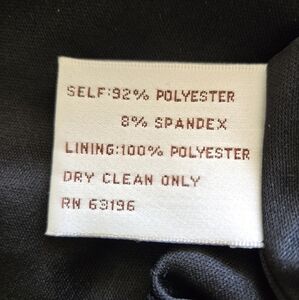 SELF:92% POLYESTER
8% SPANDEX
LINING:100% POLYESTER
DRY CLEAN ONLY
RN 63196